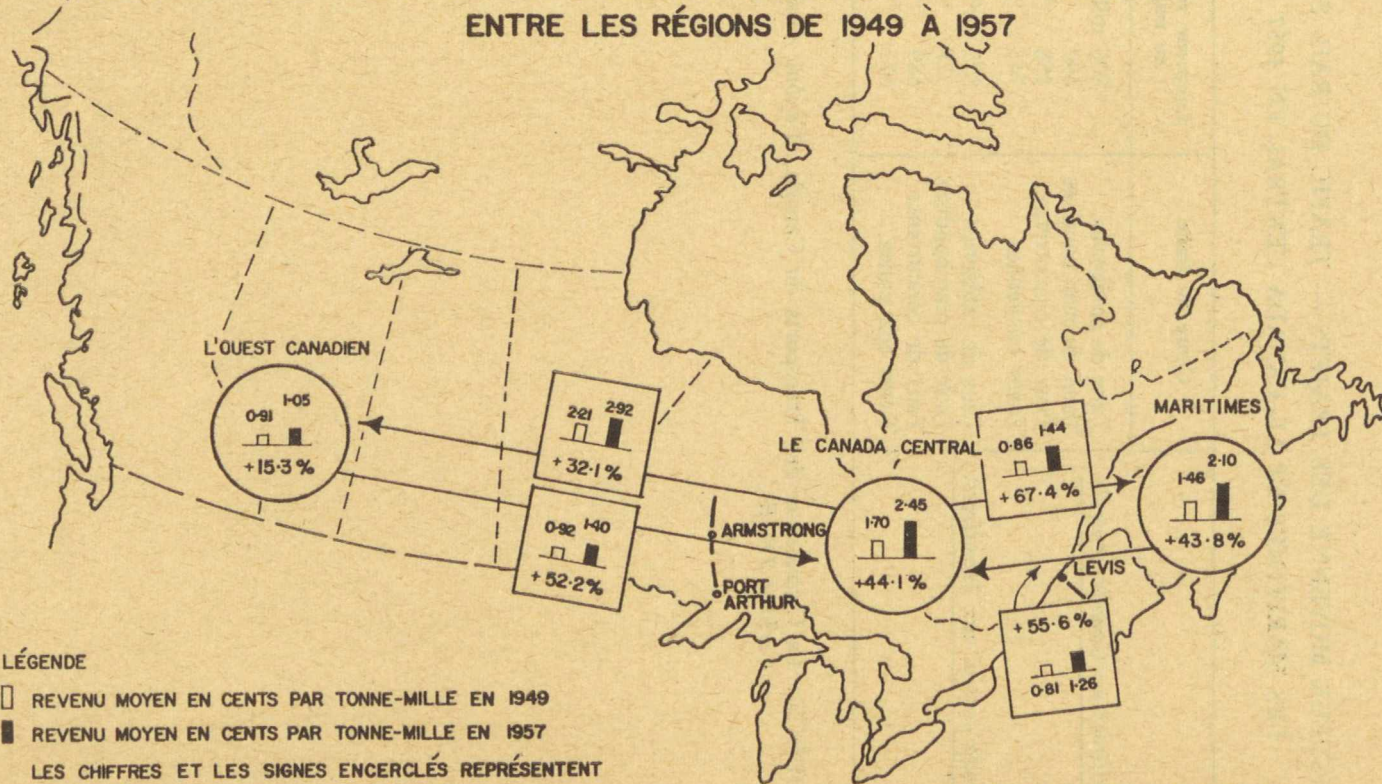 ENTRE LES RÉGIONS DE 1949 À 1957
L'OUEST CANADIEN
0·91 1·05
+15·3 %
2·21 2·92
+32·1 %
0·92 1·40
+52·2 %
ARMSTRONG
PORT
ARTHUR
LE CANADA CENTRAL
1·70 2·45
+44·1 %
0·86 1·44
+67·4 %
MARITIMES
1·46 2·10
+43·8 %
LEVIS
+55·6 %
0·81 1·26
LÉGENDE
REVENU MOYEN EN CENTS PAR TONNE-MILLE EN 1949
REVENU MOYEN EN CENTS PAR TONNE-MILLE EN 1957
LES CHIFFRES ET LES SIGNES ENCERCLÉS REPRÉSENTENT